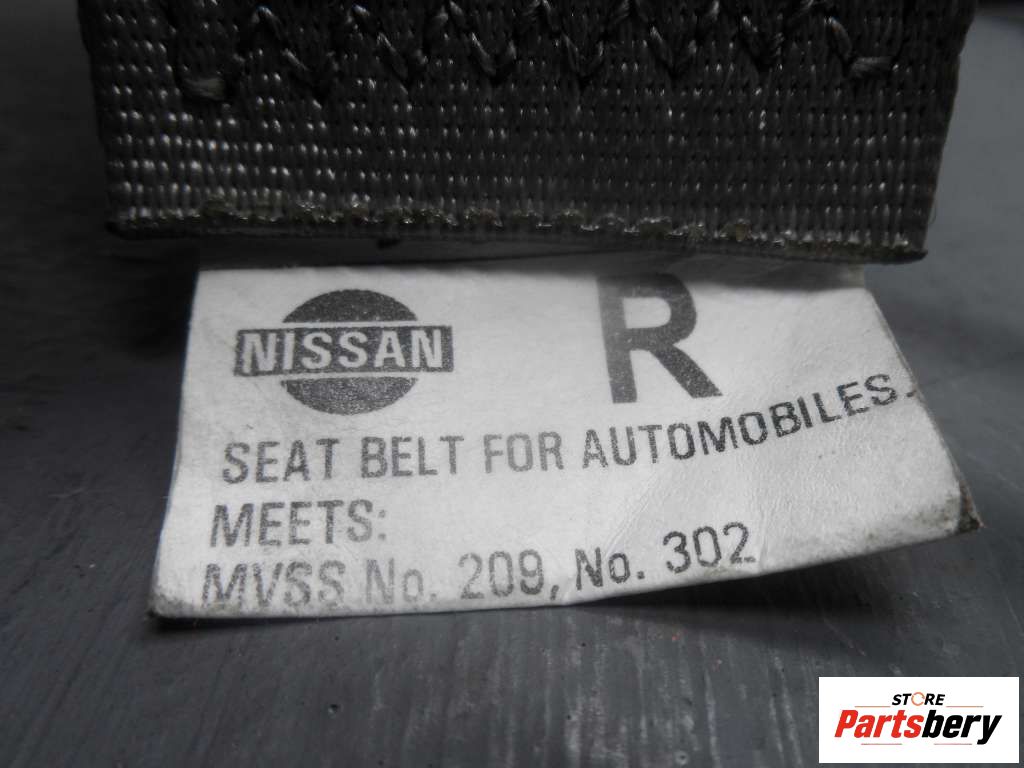 NISSAN
R
SEAT BELT FOR AUTOMOBILES.
MEETS:
MVSS No. 209, No. 302
STORE
Partsbery